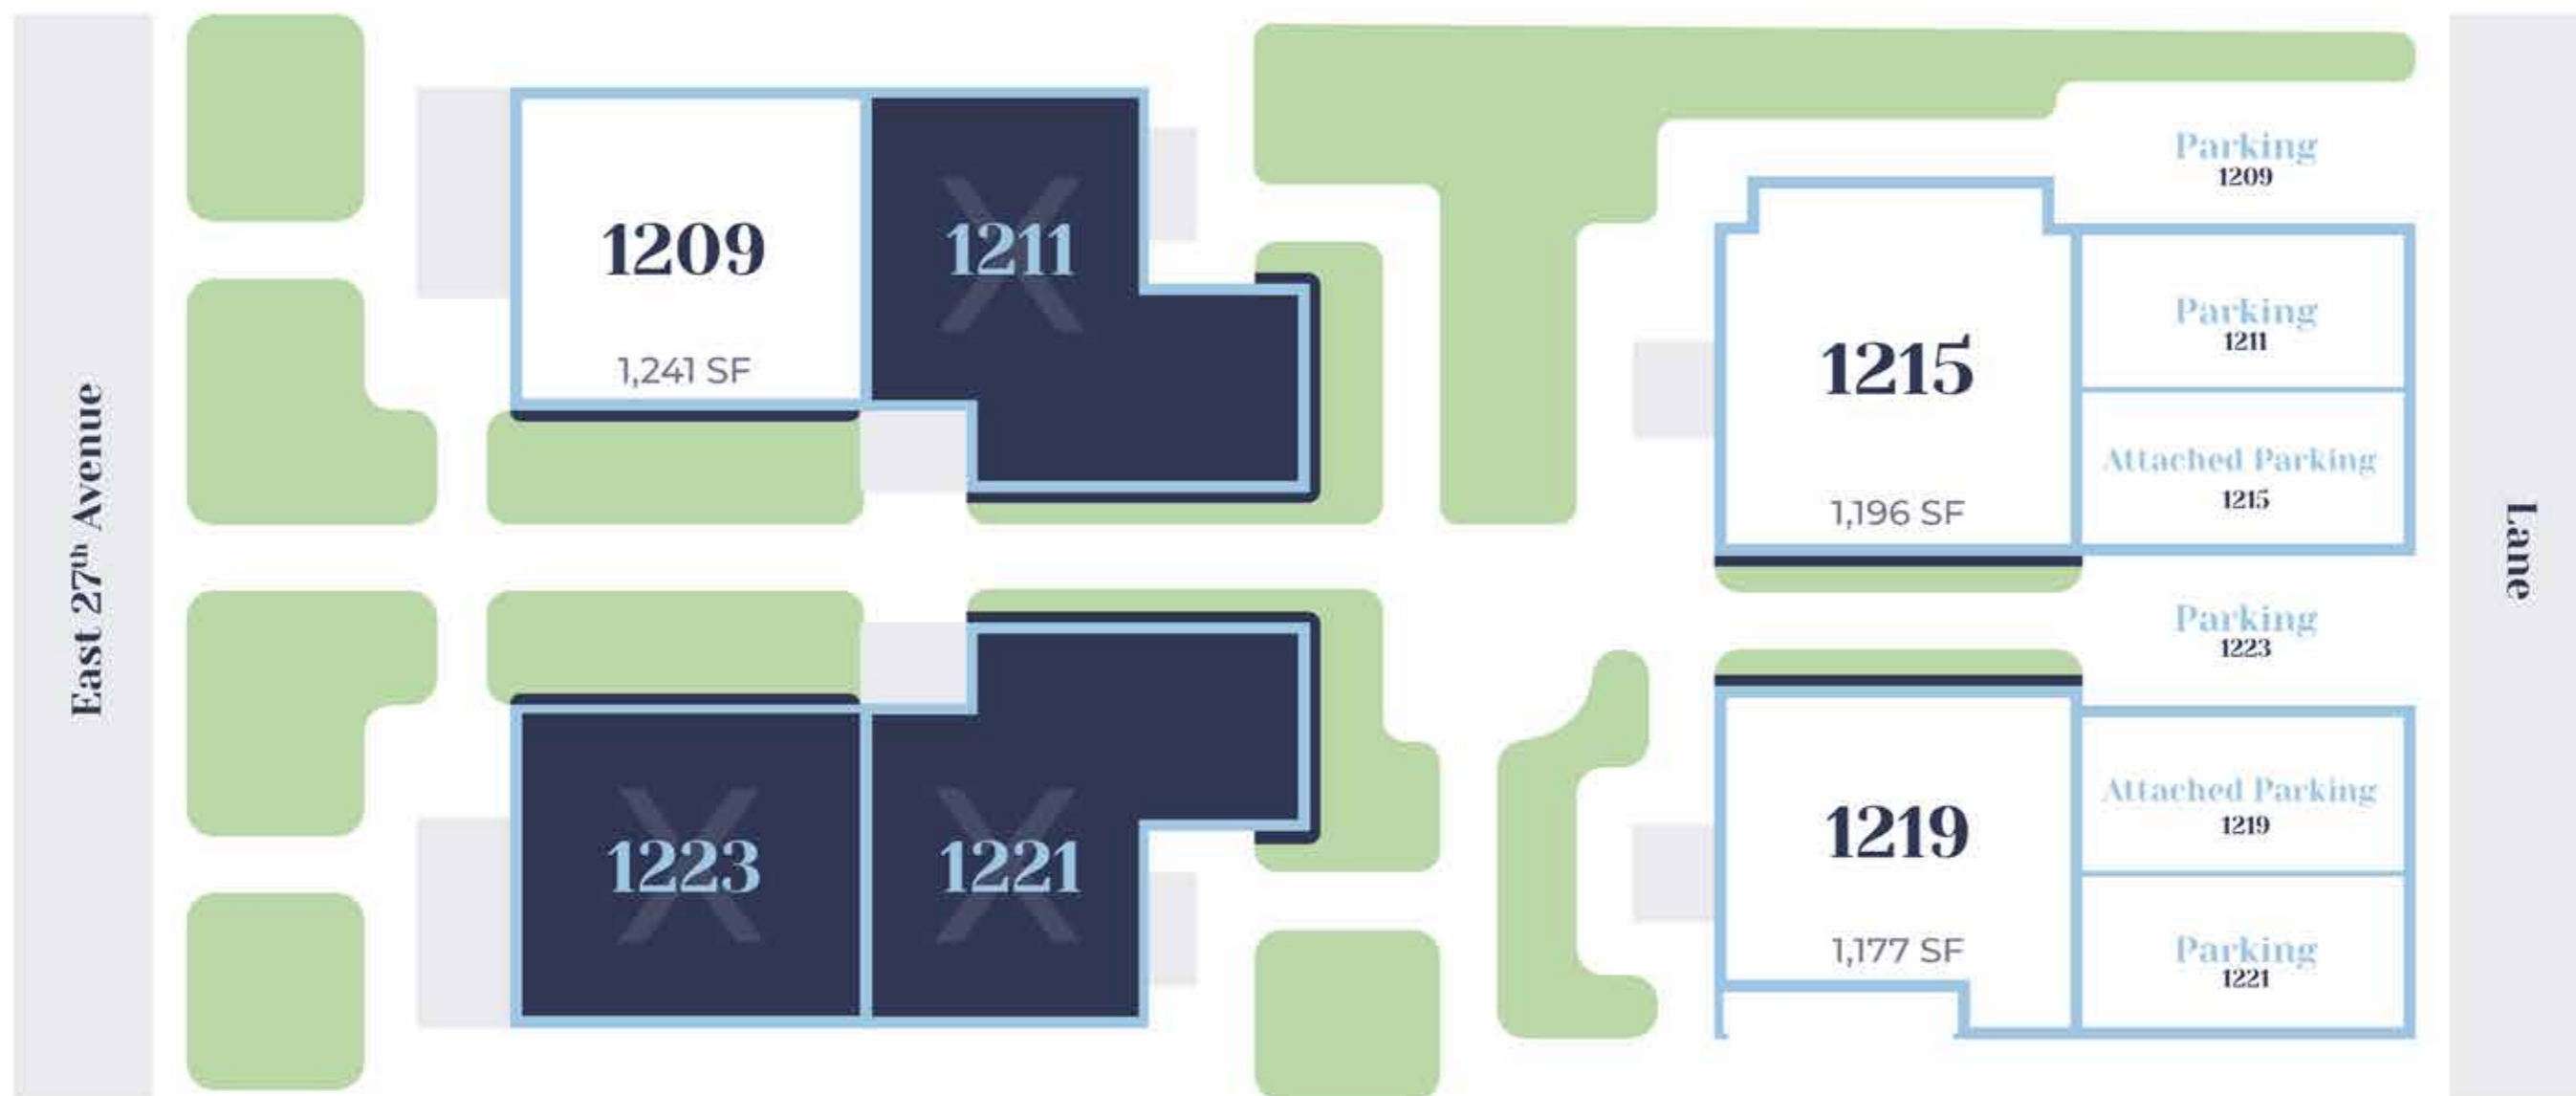 East 27th Avenue
1209
1,241 SF
1211
1223
1221
1215
1,196 SF
1219
1,177 SF
Parking
1209
Parking
1211
Attached Parking
1215
Parking
1223
Attached Parking
1219
Parking
1221
Lane